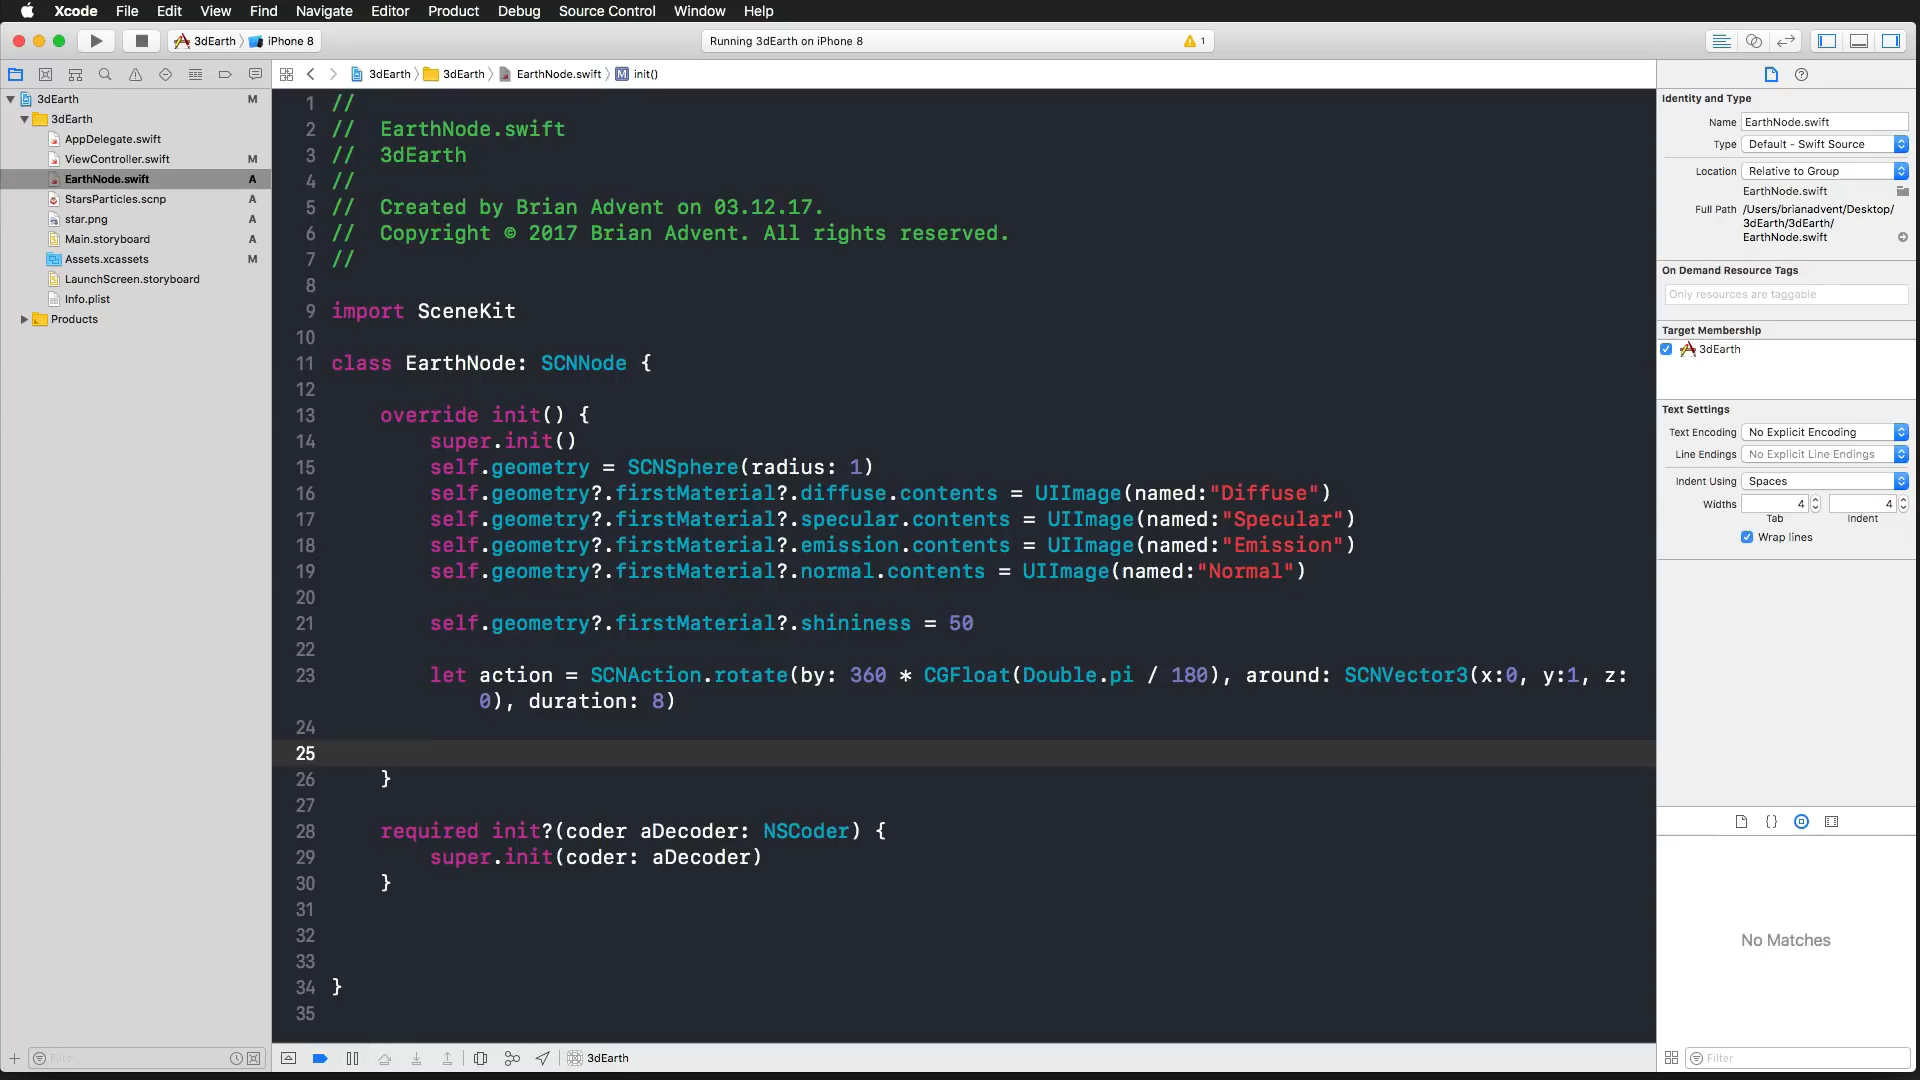 Xcode File Edit View Find Navigate Editor Product Debug Source Control Window Help
3dEarth iPhone 8
Running 3dEarth on iPhone 8
1
3dEarth 3dEarth EarthNode.swift M init()
3dEarth M
3dEarth
AppDelegate.swift
ViewController.swift M
EarthNode.swift A
StarsParticles.scnp A
star.png A
Main.storyboard A
Assets.xcassets M
LaunchScreen.storyboard
Info.plist
Products
Filter
1 //
2 // EarthNode.swift
3 // 3dEarth
4 //
5 // Created by Brian Advent on 03.12.17.
6 // Copyright © 2017 Brian Advent. All rights reserved.
7 //
8
9 import SceneKit
10
11 class EarthNode: SCNNode {
12
13 override init() {
14 super.init()
15 self.geometry = SCNSphere(radius: 1)
16 self.geometry?.firstMaterial?.diffuse.contents = UIImage(named:"Diffuse")
17 self.geometry?.firstMaterial?.specular.contents = UIImage(named:"Specular")
18 self.geometry?.firstMaterial?.emission.contents = UIImage(named:"Emission")
19 self.geometry?.firstMaterial?.normal.contents = UIImage(named:"Normal")
20
21 self.geometry?.firstMaterial?.shininess = 50
22
23 let action = SCNAction.rotate(by: 360 * CGFloat(Double.pi / 180), around: SCNVector3(x:0, y:1, z:
0), duration: 8)
24
25
26 }
27
28 required init?(coder aDecoder: NSCoder) {
29 super.init(coder: aDecoder)
30 }
31
32
33
34 }
35
3dEarth
Identity and Type
Name EarthNode.swift
Type Default - Swift Source
Location Relative to Group
EarthNode.swift
Full Path /Users/brianadvent/Desktop/
3dEarth/3dEarth/
EarthNode.swift
On Demand Resource Tags
Only resources are taggable
Target Membership
3dEarth
Text Settings
Text Encoding No Explicit Encoding
Line Endings No Explicit Line Endings
Indent Using Spaces
Widths 4 4
Tab Indent
Wrap lines
{}
No Matches
Filter